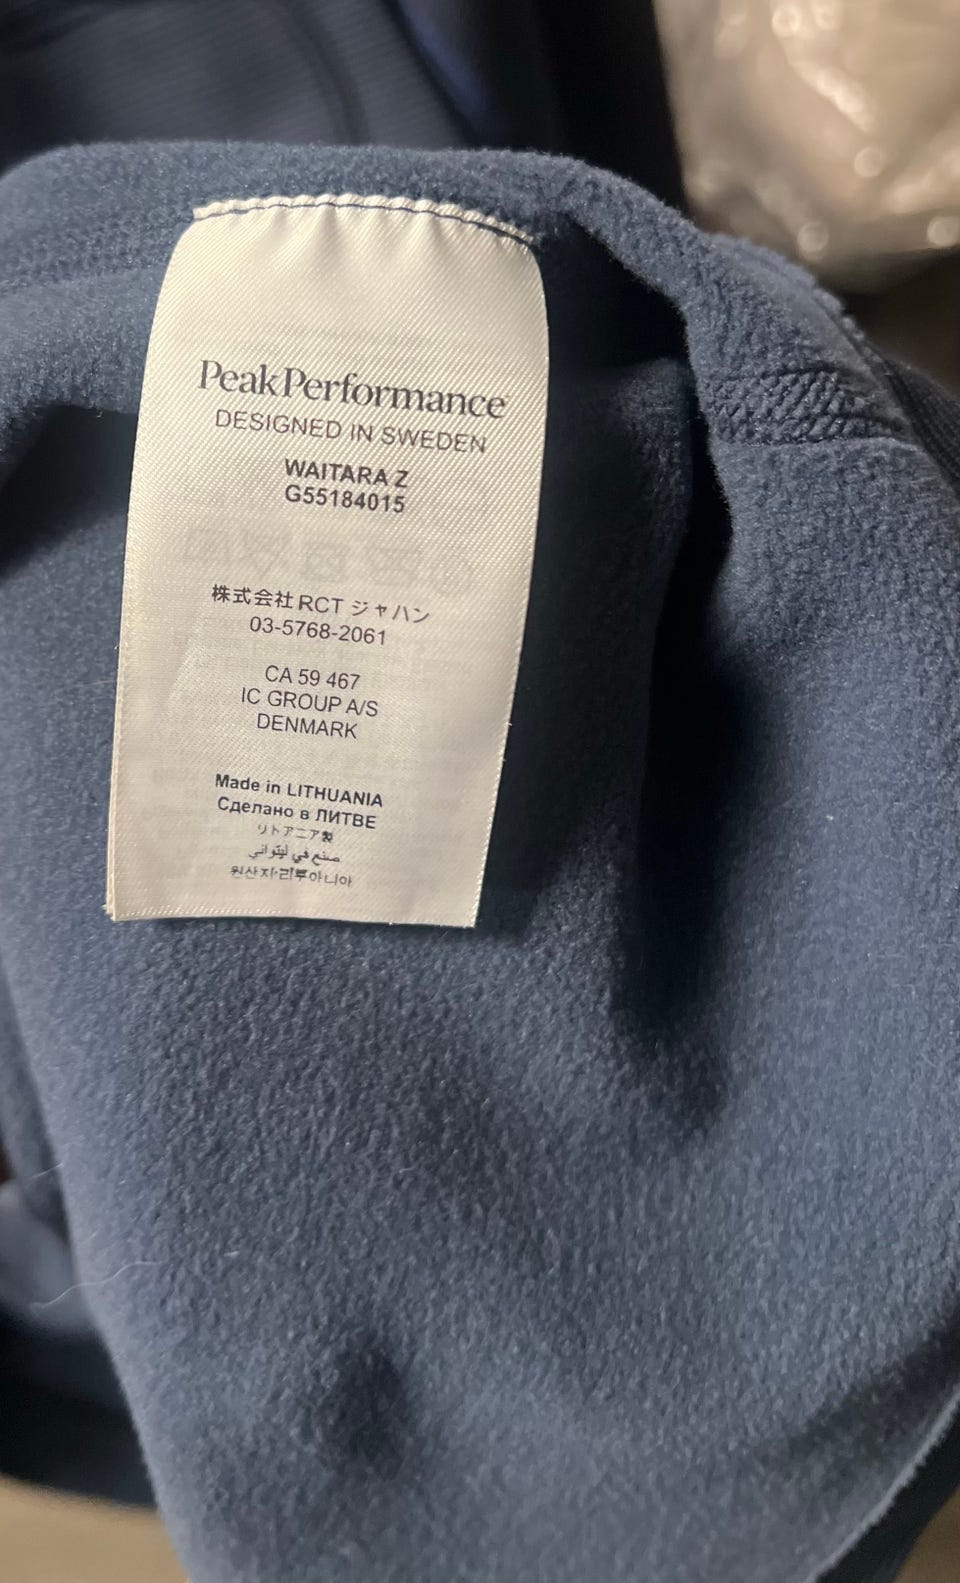 PeakPerformance
DESIGNED IN SWEDEN
WAITARA Z
G55184015
株式会社 RCT ジャハン
03-5768-2061
CA 59 467
IC GROUP A/S
DENMARK
Made in LITHUANIA
Сделано в ЛИТВЕ
リトアニア製
صنع في ليتواني
원산지:리투아니아